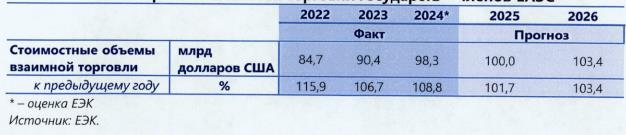 2022 2023 2024* 2025 2026
Факт Прогноз
Стоимостные объемы взаимной торговли млрд долларов США 84,7 90,4 98,3 100,0 103,4
к предыдущему году % 115,9 106,7 108,8 101,7 103,4
* – оценка ЕЭК
Источник: ЕЭК.